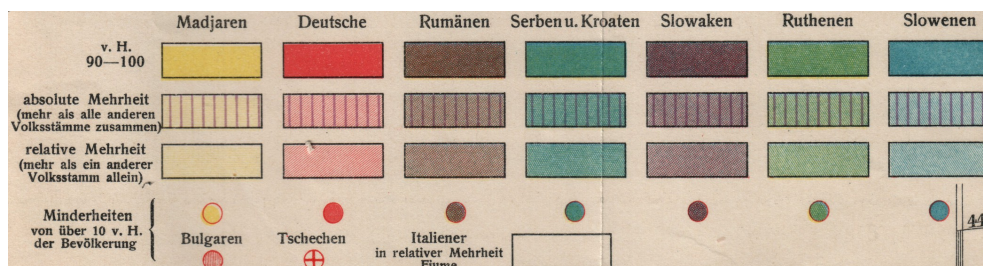 Madjaren Deutsche Rumänen Serben u. Kroaten Slowaken Ruthenen Slowenen
v. H.
90—100
absolute Mehrheit
(mehr als alle anderen
Volksstämme zusammen)
relative Mehrheit
(mehr als ein anderer
Volksstamm allein)
Minderheiten
von über 10 v. H.
der Bevölkerung
44
Bulgaren Tschechen Italiener
in relativer Mehrheit
Fiume